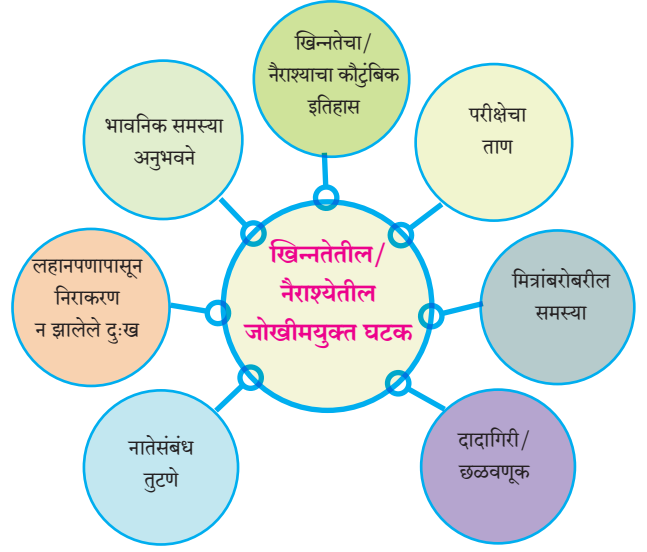 खिन्नतेचा/
नैराश्याचा कौटुंबिक
इतिहास
परीक्षेचा
ताण
मित्रांबरोबरील
समस्या
दादागिरी/
छळवणूक
नातेसंबंध
तुटणे
लहानपणापासून
निराकरण
न झालेले दुःख
भावनिक समस्या
अनुभवने
खिन्नतेतील/
नैराश्येतील
जोखीमयुक्त घटक